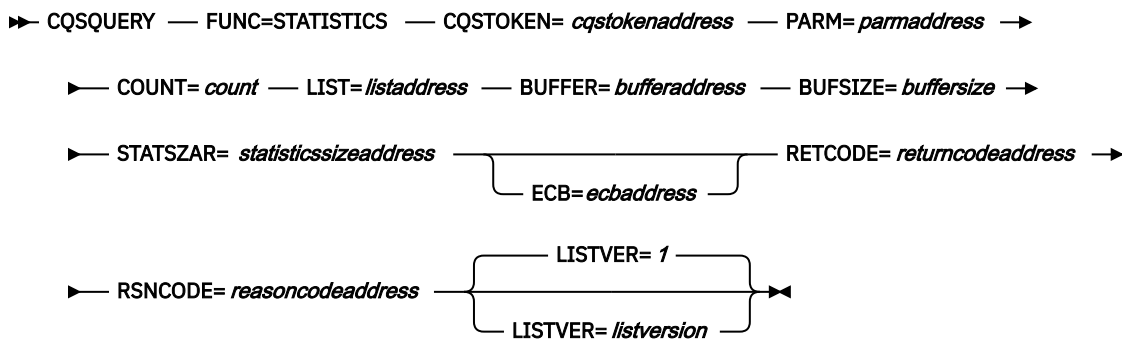 CQSQUERY FUNC=STATISTICS CQSTOKEN= cqstokenaddress PARM= parmaddress
COUNT= count LIST= listaddress BUFFER= bufferaddress BUFSIZE= buffersize
STATSZAR= statisticssizeaddress RETCODE= returncodeaddress
ECB= ecbaddress
LISTVER= 1
RSNCODE= reasoncodeaddress
LISTVER= listversion